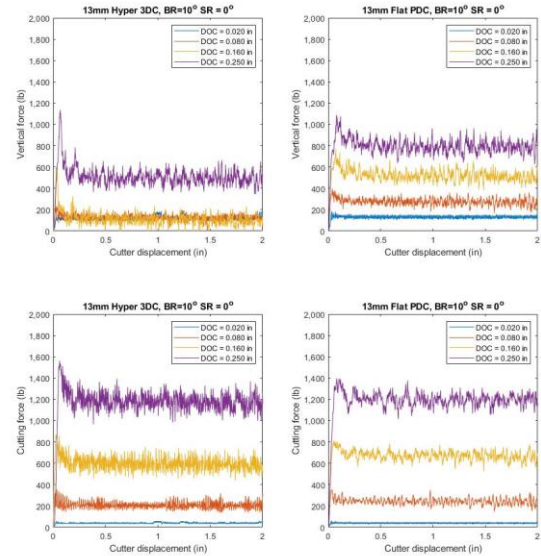 13mm Hyper 3DC, BR=10° SR = 0°
2,000
1,800
1,600
1,400
1,200
1,000
800
600
400
200
0
Vertical force (lb)
DOC = 0.020 in
DOC = 0.080 in
DOC = 0.160 in
DOC = 0.250 in
0 0.5 1 1.5 2
Cutter displacement (in)
13mm Flat PDC, BR=10° SR = 0°
2,000
1,800
1,600
1,400
1,200
1,000
800
600
400
200
0
Vertical force (lb)
DOC = 0.020 in
DOC = 0.080 in
DOC = 0.160 in
DOC = 0.250 in
0 0.5 1 1.5 2
Cutter displacement (in)
13mm Hyper 3DC, BR=10° SR = 0°
2,000
1,800
1,600
1,400
1,200
1,000
800
600
400
200
0
Cutting force (lb)
DOC = 0.020 in
DOC = 0.080 in
DOC = 0.160 in
DOC = 0.250 in
0 0.5 1 1.5 2
Cutter displacement (in)
13mm Flat PDC, BR=10° SR = 0°
2,000
1,800
1,600
1,400
1,200
1,000
800
600
400
200
0
Cutting force (lb)
DOC = 0.020 in
DOC = 0.080 in
DOC = 0.160 in
DOC = 0.250 in
0 0.5 1 1.5 2
Cutter displacement (in)